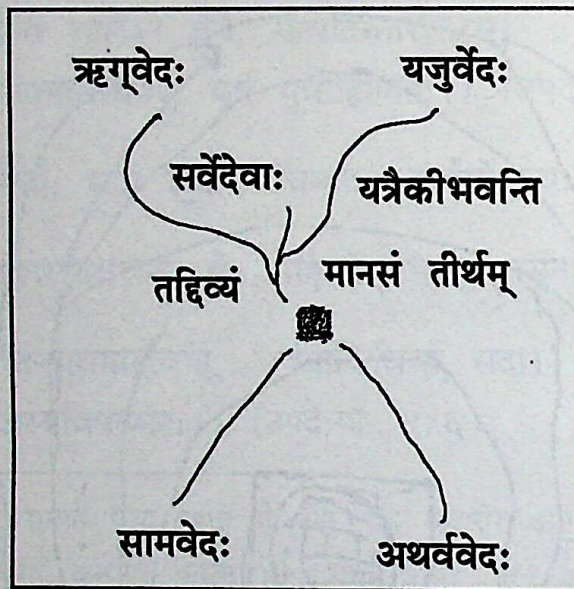 ऋग्वेदः यजुर्वेदः
सर्वेदेवाः यत्रैकीभवन्ति
तद्दिव्यं मानसं तीर्थम्
सामवेदः अथर्ववेदः